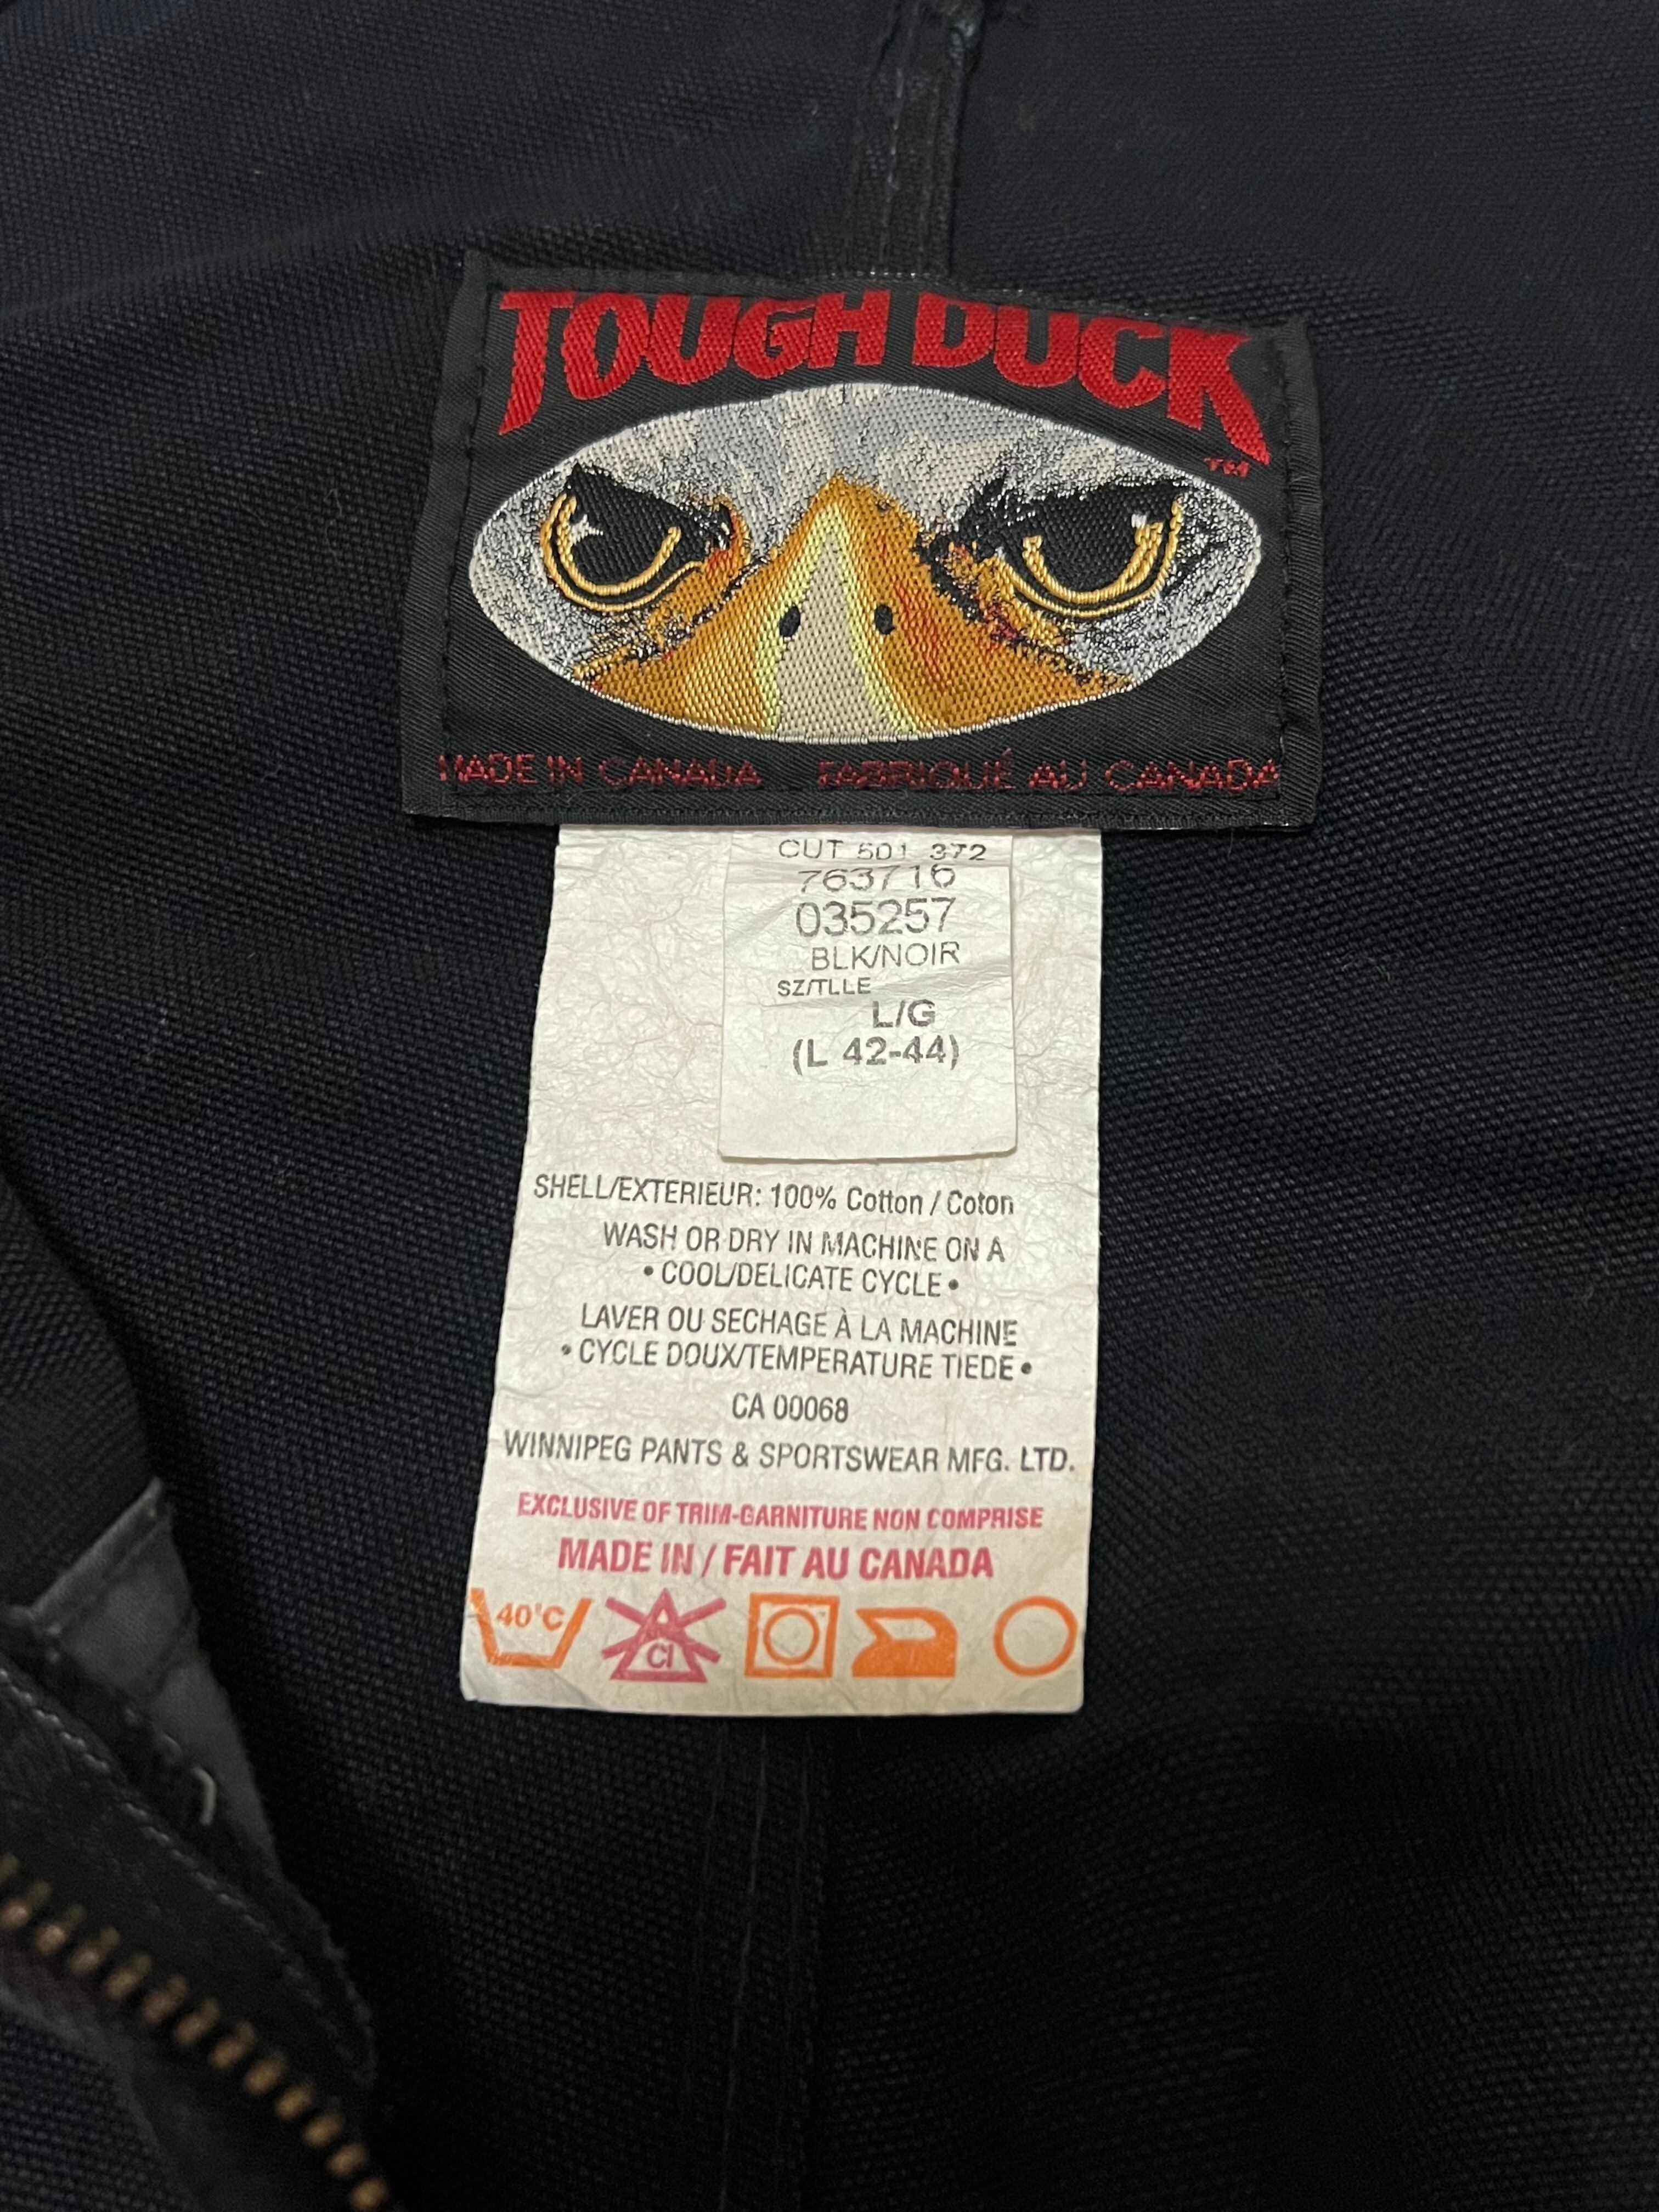 TOUGH DUCK
TM
MADE IN CANADA FABRIQUÉ AU CANADA
CUT 501 372
763716
035257
BLK/NOIR
SZ/TLLE
L/G
(L 42-44)
SHELL/EXTERIEUR: 100% Cotton / Coton
WASH OR DRY IN MACHINE ON A
• COOL/DELICATE CYCLE •
LAVER OU SECHAGE À LA MACHINE
• CYCLE DOUX/TEMPERATURE TIEDE •
CA 00068
WINNIPEG PANTS & SPORTSWEAR MFG. LTD.
EXCLUSIVE OF TRIM-GARNITURE NON COMPRISE
MADE IN / FAIT AU CANADA
40°C Cl